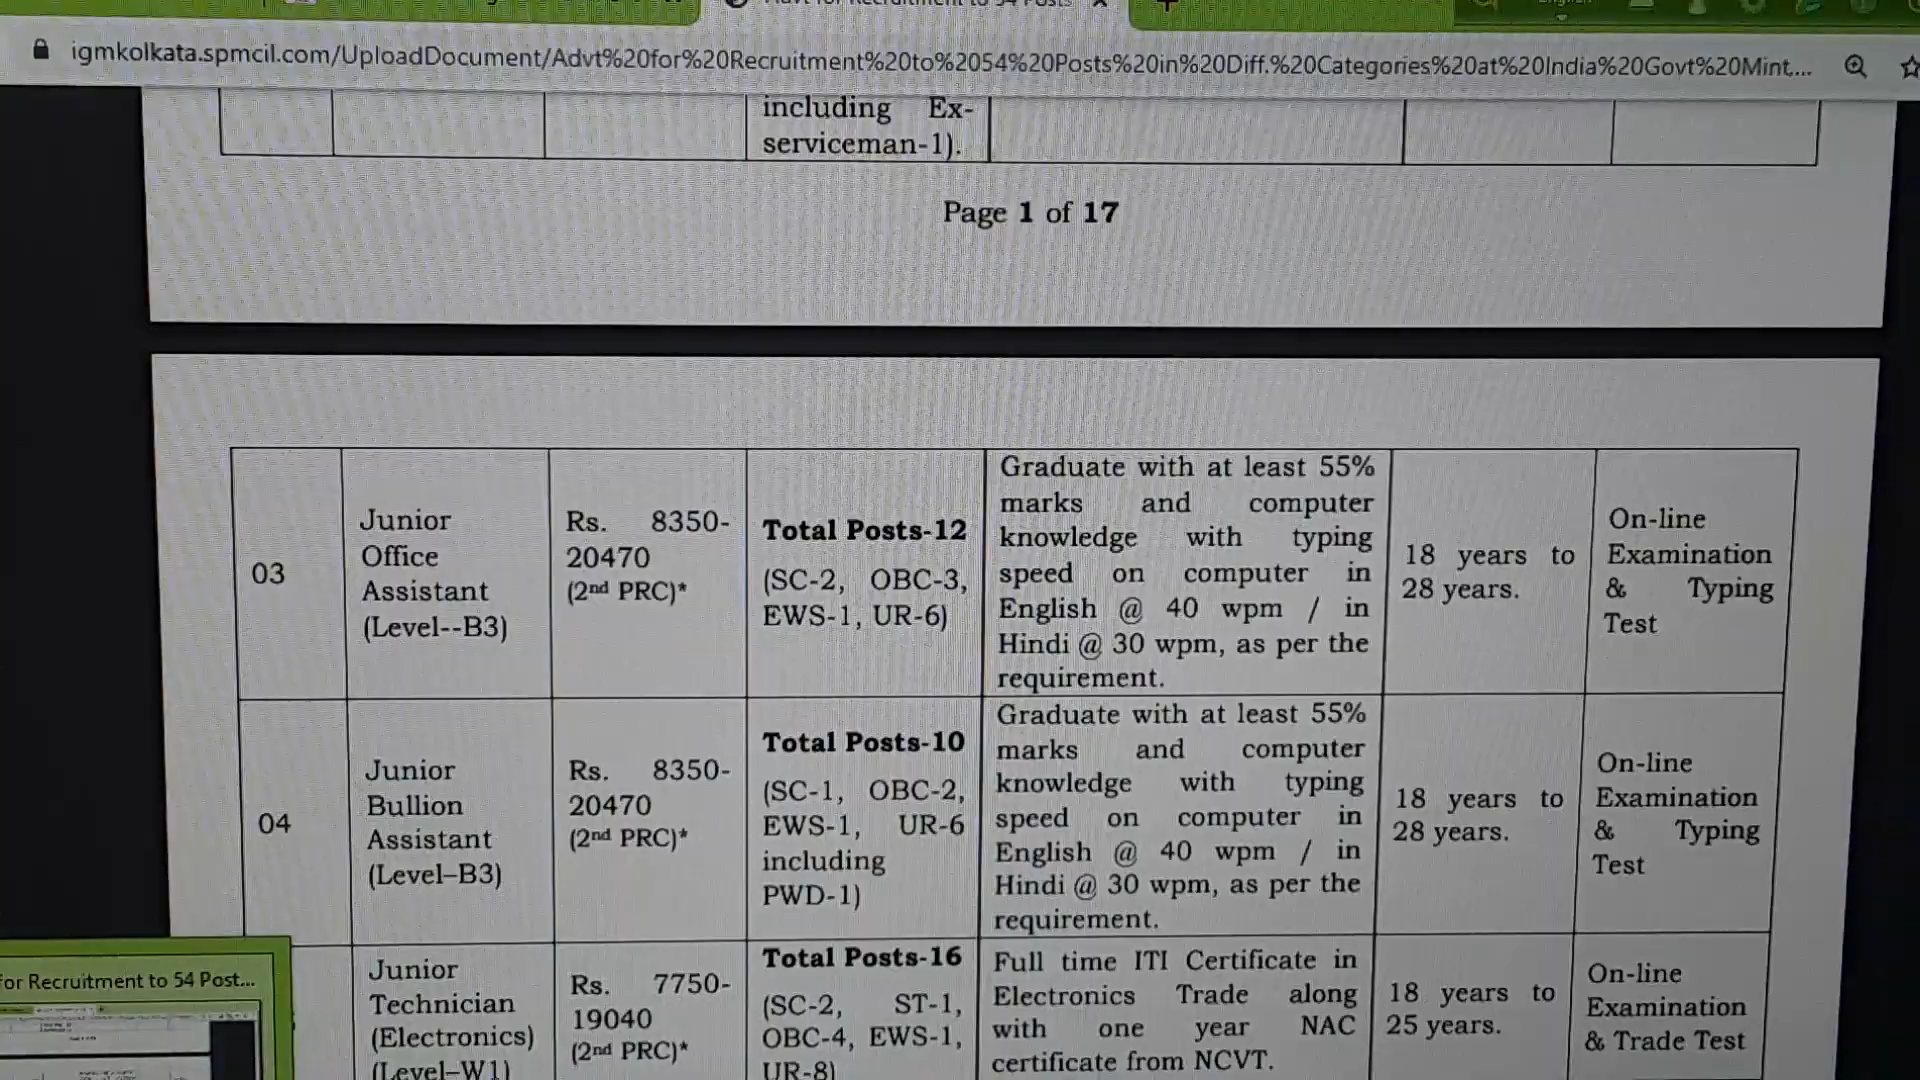 Advt for Recruitment to 54 Posts
igmkolkata.spmcil.com/UploadDocument/Advt%20for%20Recruitment%20to%2054%20Posts%20in%20Diff.%20Categories%20at%20India%20Govt%20Mint,...
including Ex-
serviceman-1).
Page 1 of 17
03
Junior
Office
Assistant
(Level--B3)
Rs. 8350-
20470
(2nd PRC)*
Total Posts-12
(SC-2, OBC-3,
EWS-1, UR-6)
Graduate with at least 55%
marks and computer
knowledge with typing
speed on computer in
English @ 40 wpm / in
Hindi @ 30 wpm, as per the
requirement.
18 years to
28 years.
On-line
Examination
& Typing
Test
04
Junior
Bullion
Assistant
(Level–B3)
Rs. 8350-
20470
(2nd PRC)*
Total Posts-10
(SC-1, OBC-2,
EWS-1, UR-6
including
PWD-1)
Graduate with at least 55%
marks and computer
knowledge with typing
speed on computer in
English @ 40 wpm / in
Hindi @ 30 wpm, as per the
requirement.
18 years to
28 years.
On-line
Examination
& Typing
Test
Junior
Technician
(Electronics)
(Level–W1)
Rs. 7750-
19040
(2nd PRC)*
Total Posts-16
(SC-2, ST-1,
OBC-4, EWS-1,
UR-8)
Full time ITI Certificate in
Electronics Trade along
with one year NAC
certificate from NCVT.
18 years to
25 years.
On-line
Examination
& Trade Test
for Recruitment to 54 Post...